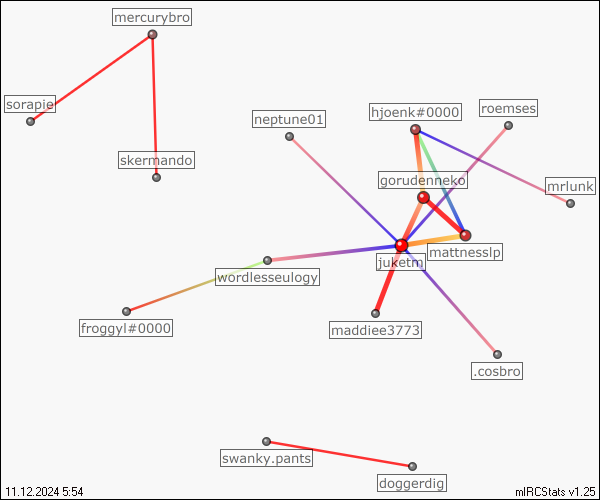 mercurybro
sorapie
skermando
neptune01
hjoenk#0000
roemses
gorudenneko
mrlunk
mattnesslp
juketm
wordlesseulogy
froggyl#0000
maddiee3773
.cosbro
swanky.pants
doggerdig
11.12.2024 5:54
mIRCStats v1.25